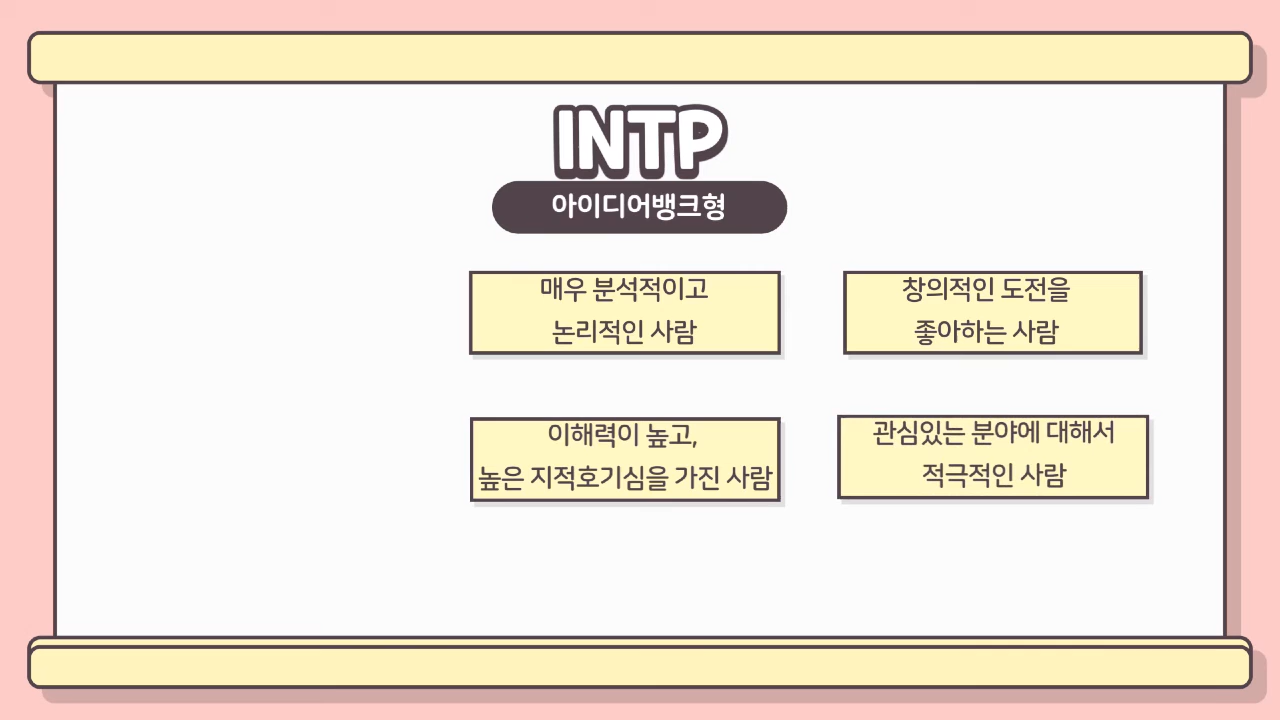 INTP
아이디어뱅크형
매우 분석적이고
논리적인 사람
창의적인 도전을
좋아하는 사람
이해력이 높고,
높은 지적호기심을 가진 사람
관심있는 분야에 대해서
적극적인 사람